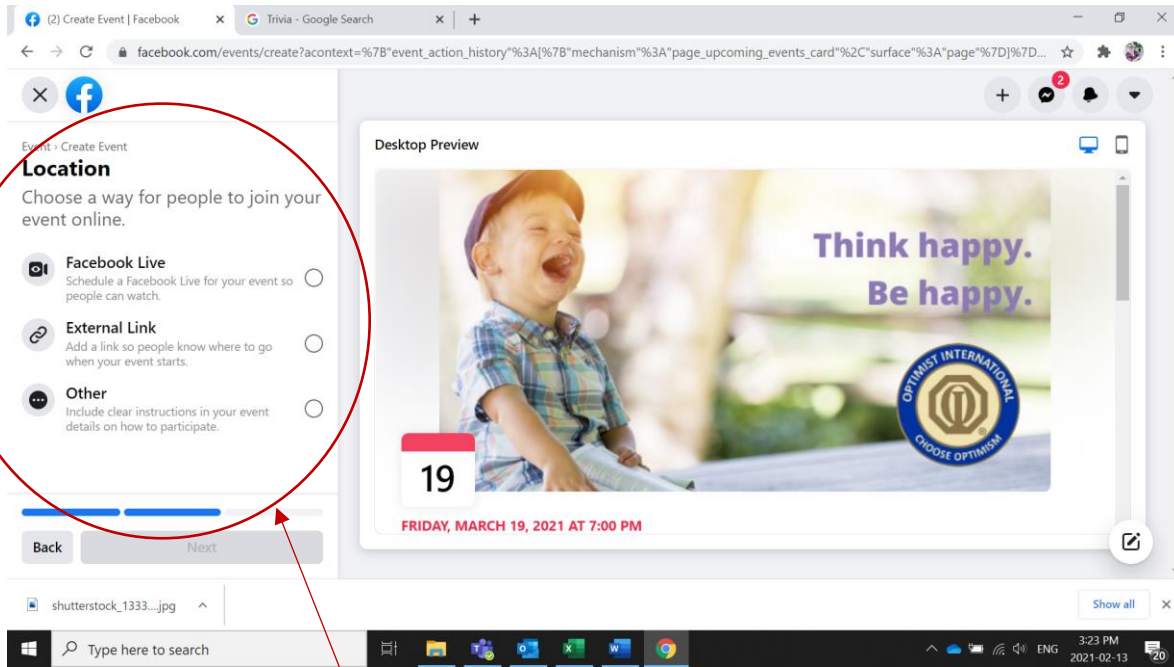 (2) Create Event | Facebook
Trivia - Google Search
facebook.com/events/create?acontext=%7B"event_action_history"%3A[%7B"mechanism"%3A"page_upcoming_events_card"%2C"surface"%3A"page"%7D]%7D...
2
Event › Create Event
Location
Choose a way for people to join your
event online.
Facebook Live
Schedule a Facebook Live for your event so
people can watch.
External Link
Add a link so people know where to go
when your event starts.
Other
Include clear instructions in your event
details on how to participate.
Back
Next
Desktop Preview
Think happy.
Be happy.
OPTIMIST INTERNATIONAL
CHOOSE OPTIMISM
®
19
FRIDAY, MARCH 19, 2021 AT 7:00 PM
shutterstock_1333....jpg
Show all
Type here to search
ENG
3:23 PM
2021-02-13
20